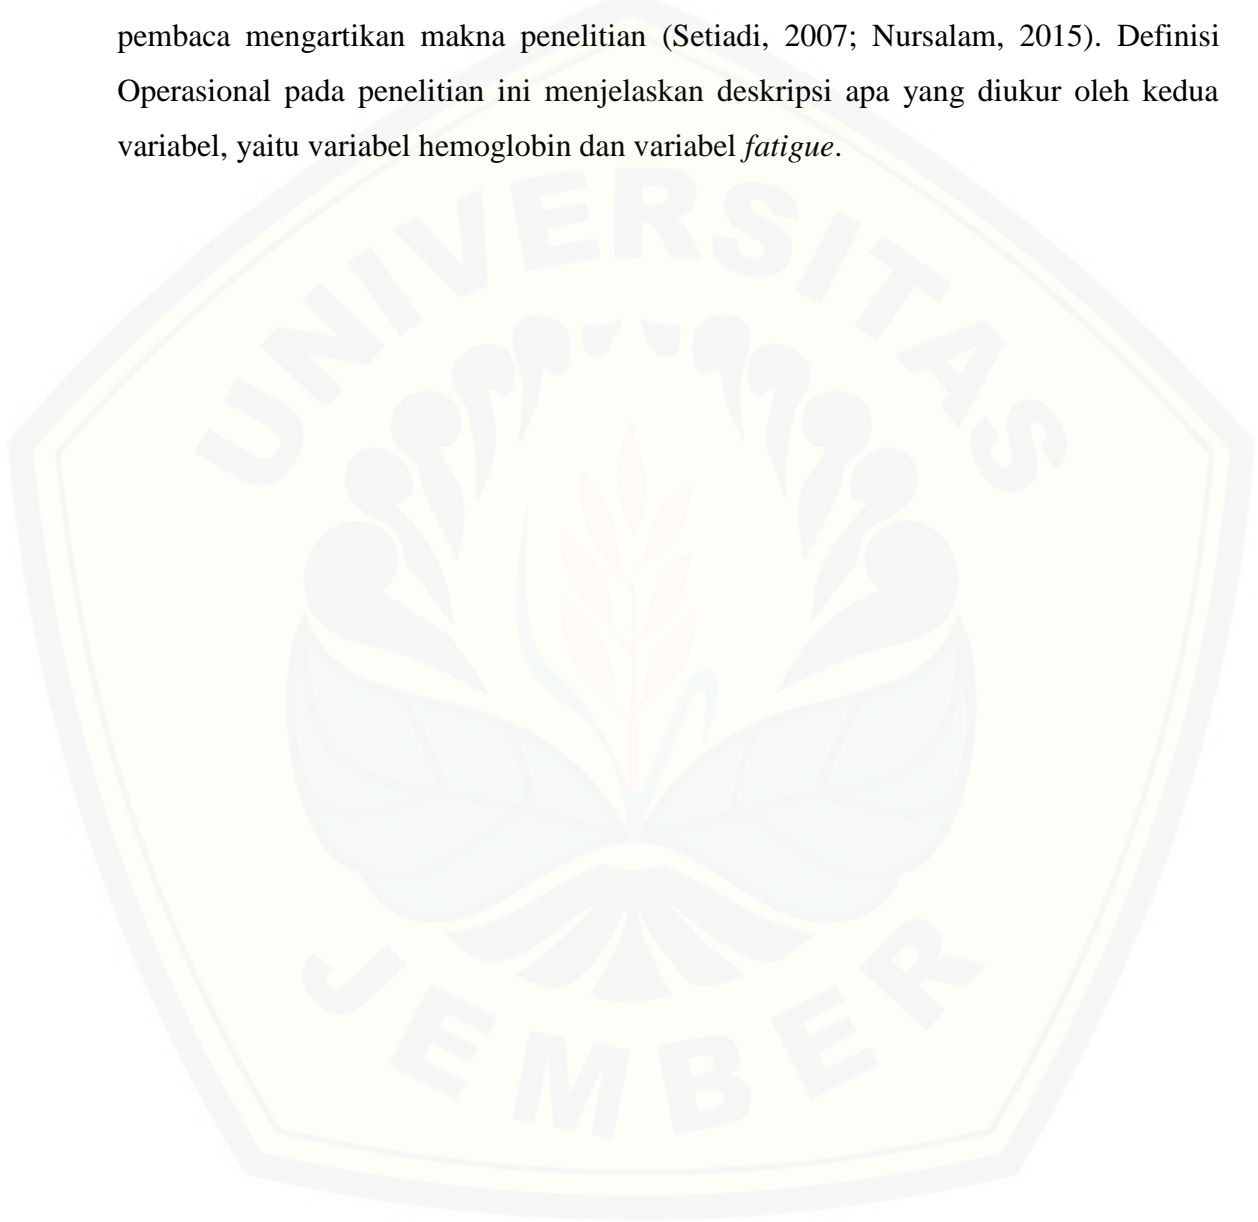 pembaca mengartikan makna penelitian (Setiadi, 2007; Nursalam, 2015). Definisi
Operasional pada penelitian ini menjelaskan deskripsi apa yang diukur oleh kedua
variabel, yaitu variabel hemoglobin dan variabel fatigue.
UNIVERSITAS
JEMBER